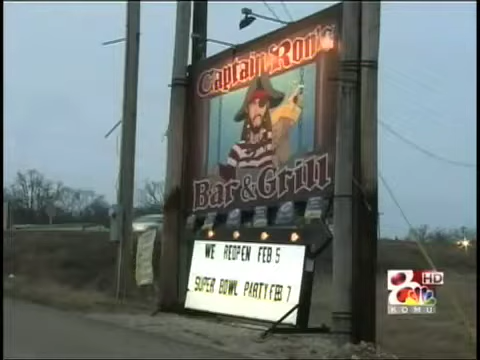 Captain Ron's
Bar & Grill
WE REOPEN FEB 5
SUPER BOWL PARTY FEB 7
HD
KOMU